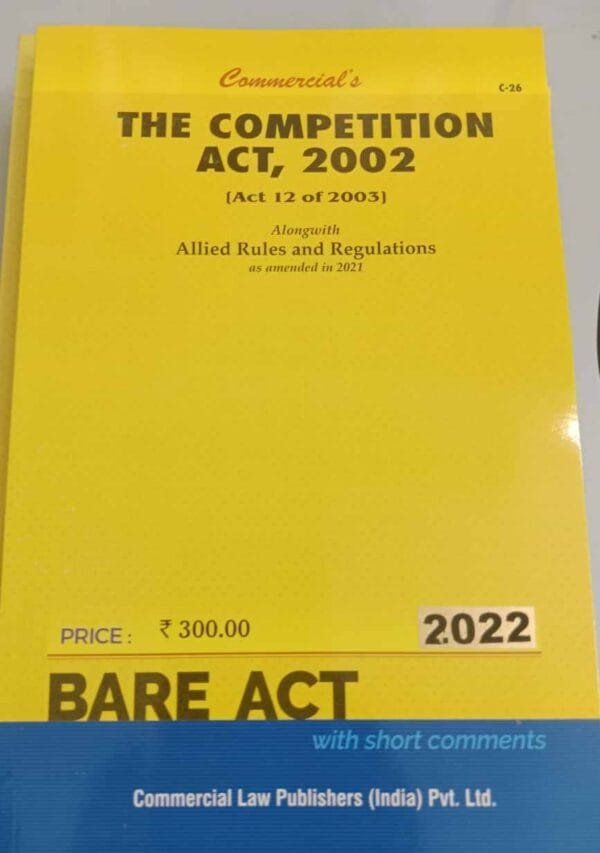 Commercial's
C-26
THE COMPETITION
ACT, 2002
[Act 12 of 2003]
Alongwith
Allied Rules and Regulations
as amended in 2021
PRICE : ₹ 300.00
2022
BARE ACT
with short comments
Commercial Law Publishers (India) Pvt. Ltd.